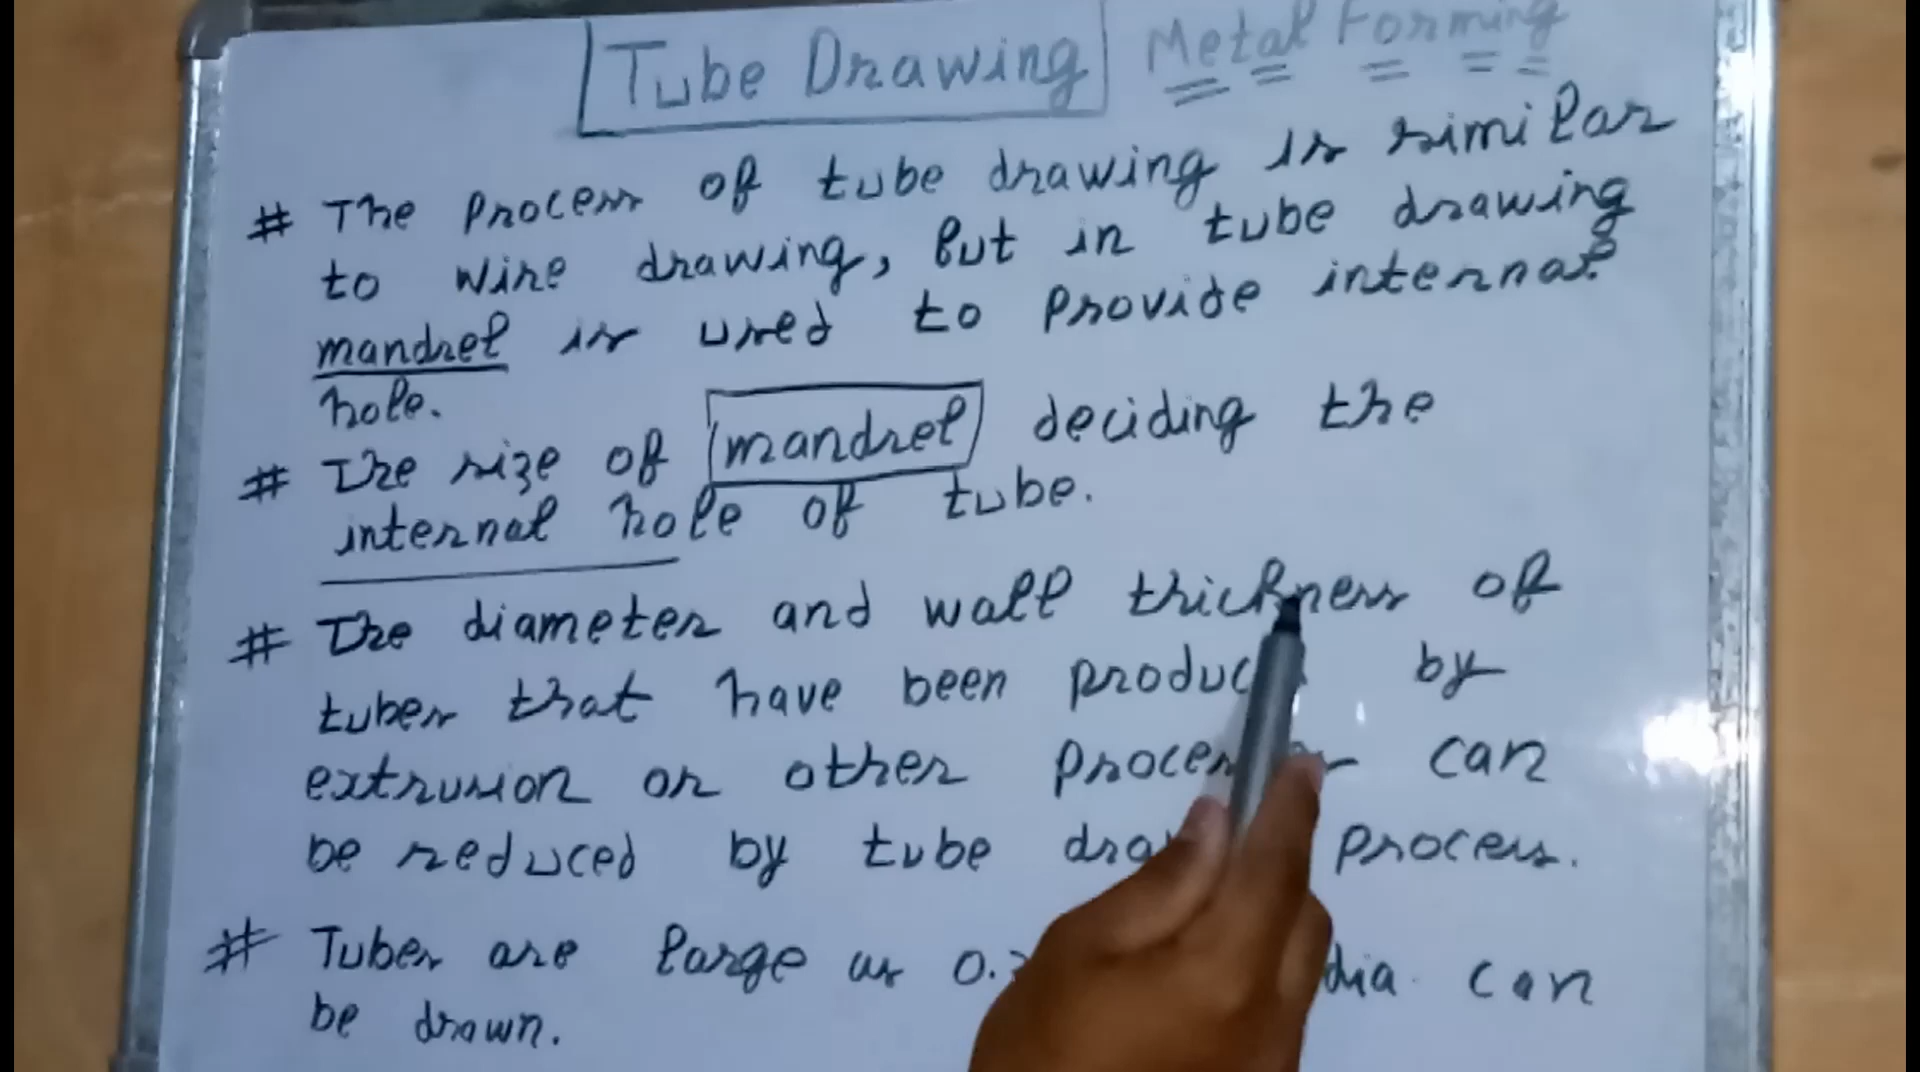 Tube Drawing Metal Forming
# The Process of tube drawing is similar
to wire drawing, but in tube drawing
mandrel is used to provide internal
hole.
# The size of mandrel deciding the
internal hole of tube.
# The diameter and wall thickness of
tubes that have been by
extrusion or other can
be reduced by tube process.
# Tubes are large as dia. can
be drawn.